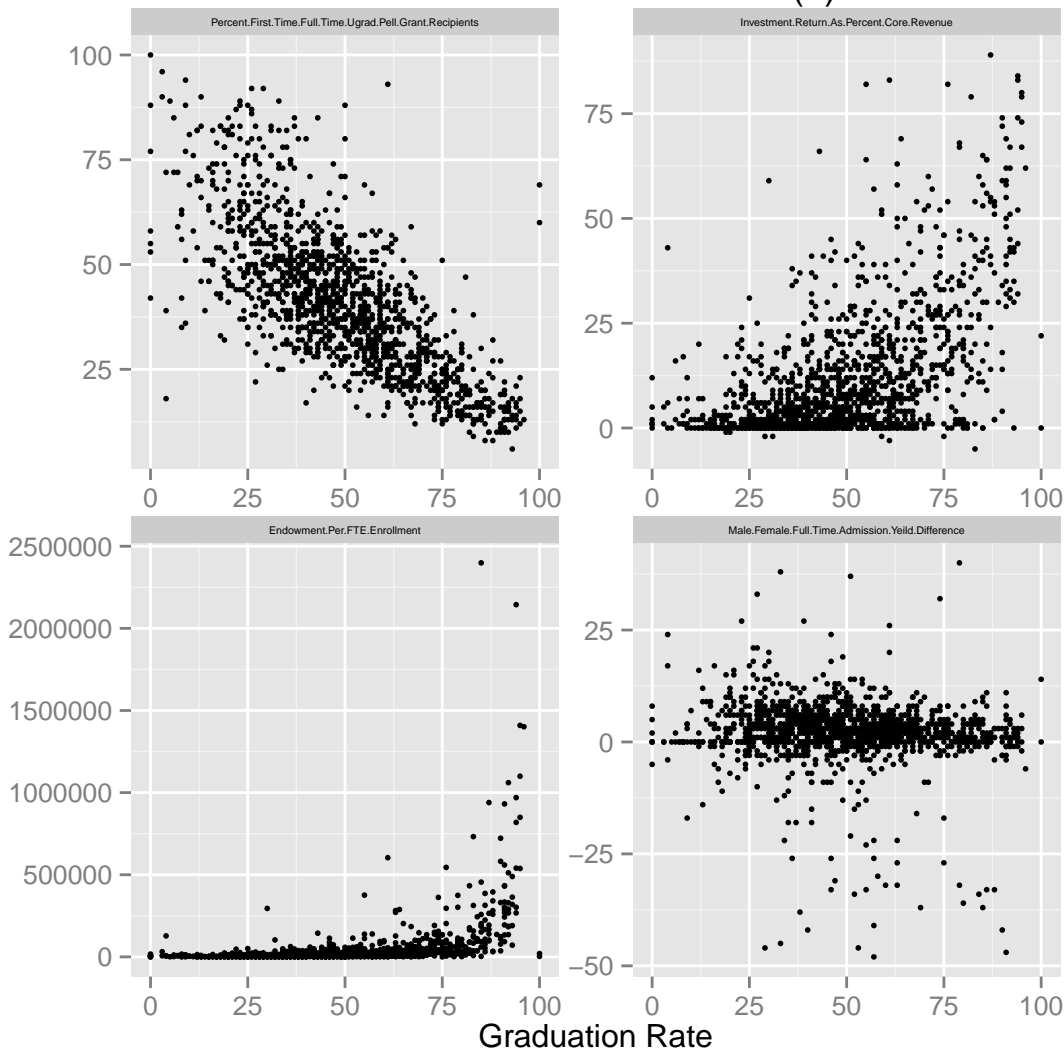 Percent.First.Time.Full.Time.Ugrad.Pell.Grant.Recipients
Investment.Return.As.Percent.Core.Revenue
100
75
50
25
75
50
25
0
0 25 50 75 100
0 25 50 75 100
Endowment.Per.FTE.Enrollment
Male.Female.Full.Time.Admission.Yeild.Difference
2500000
2000000
1500000
1000000
500000
0
25
0
−25
−50
0 25 50 75 100
0 25 50 75 100
Graduation Rate